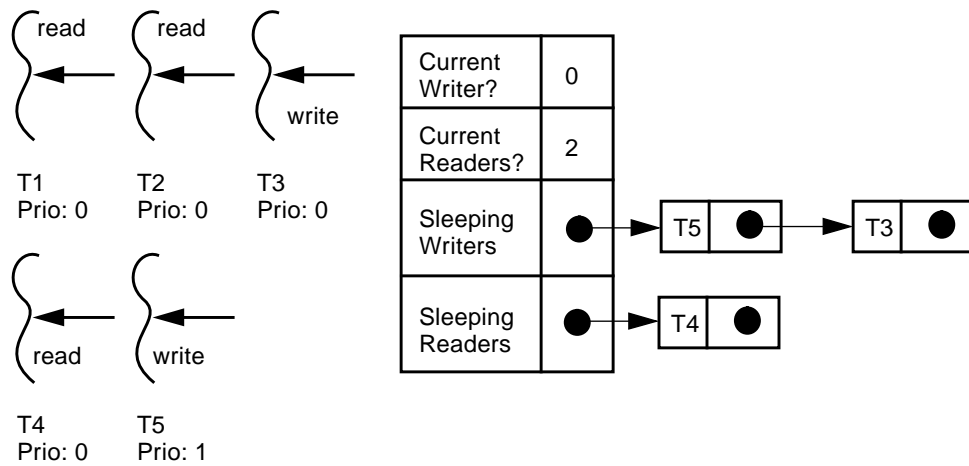 read
read
write
T1
Prio: 0
T2
Prio: 0
T3
Prio: 0
read
write
T4
Prio: 0
T5
Prio: 1
Current
Writer?
0
Current
Readers?
2
Sleeping
Writers
T5
T3
Sleeping
Readers
T4